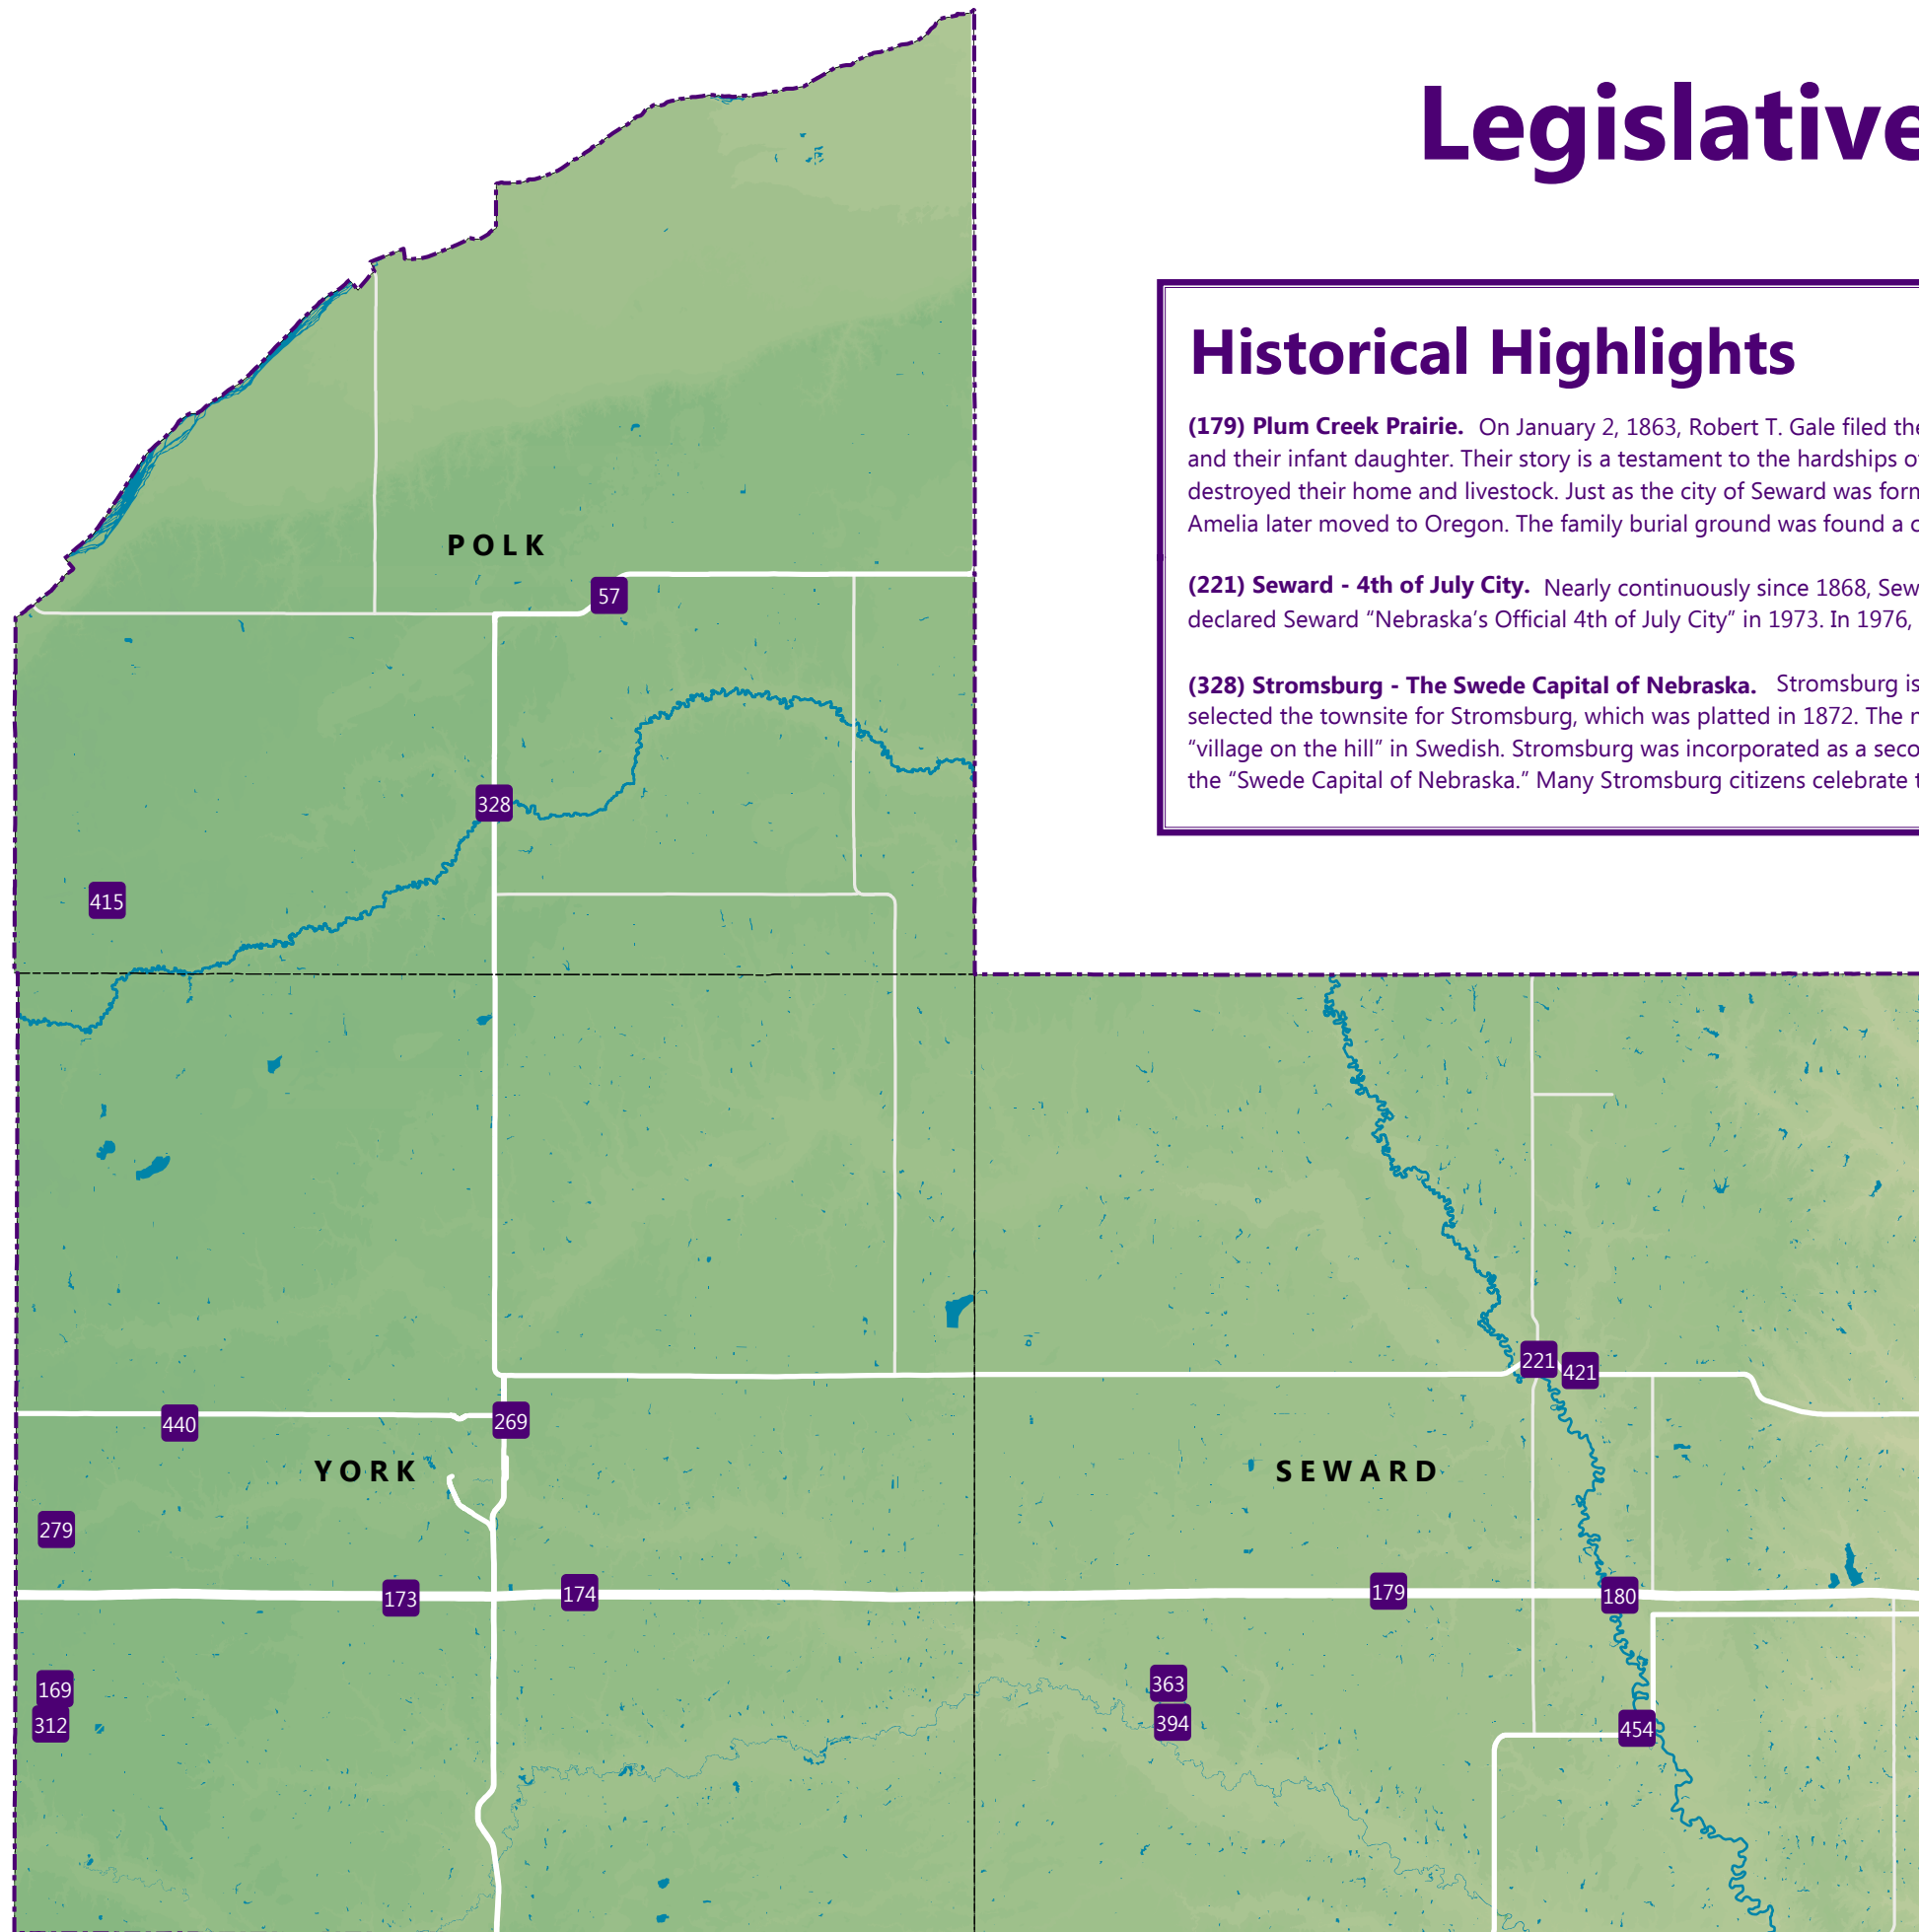 Legislative
Historical Highlights
(179) Plum Creek Prairie. On January 2, 1863, Robert T. Gale filed the
and their infant daughter. Their story is a testament to the hardships
destroyed their home and livestock. Just as the city of Seward was
Amelia later moved to Oregon. The family burial ground was found a
(221) Seward - 4th of July City. Nearly continuously since 1868,
declared Seward “Nebraska’s Official 4th of July City” in 1973. In 1976,
(328) Stromsburg - The Swede Capital of Nebraska. Stromsburg is
selected the townsite for Stromsburg, which was platted in 1872. The
“village on the hill” in Swedish. Stromsburg was incorporated as a
the “Swede Capital of Nebraska.” Many Stromsburg citizens celebrate
POLK
57
328
415
221
421
440
269
YORK
SEWARD
279
173
174
179
180
169
363
312
394
454